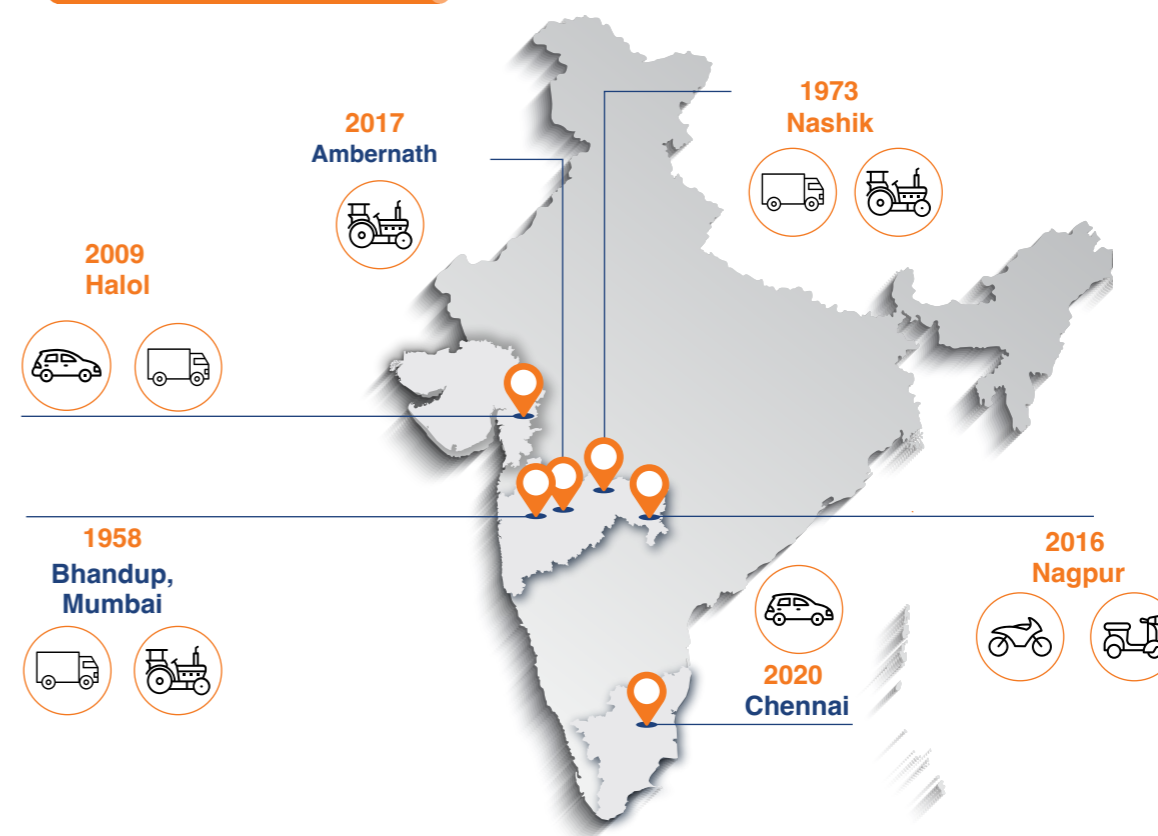 1973
Nashik
2017
Ambernath
2009
Halol
1958
Bhandup,
Mumbai
2016
Nagpur
2020
Chennai